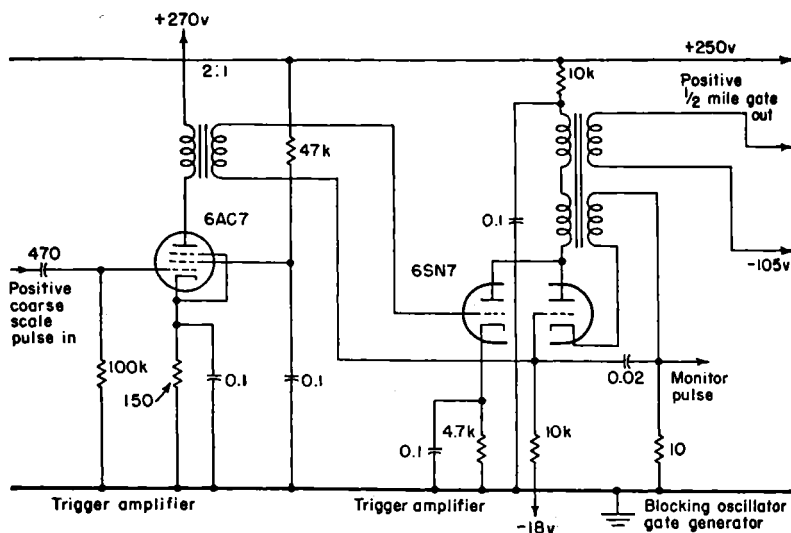 +270v
2:1
+250v
10k
Positive
1/2 mile gate
out
47k
6AC7
0.1
-105v
470
Positive
coarse
scale
pulse in
6SN7
100k
150
0.1
0.1
0.02
Monitor
pulse
0.1
4.7k
10k
10
Trigger amplifier
Trigger amplifier
-18v
Blocking oscillator
gate generator